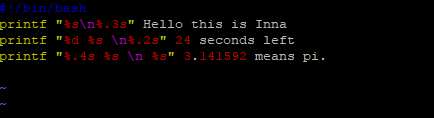 #!/bin/bash
printf "%s\n%.3s" Hello this is Inna
printf "%d %s \n%.2s" 24 seconds left
printf "%.4s %s \n %s" 3.141592 means pi.
~
~